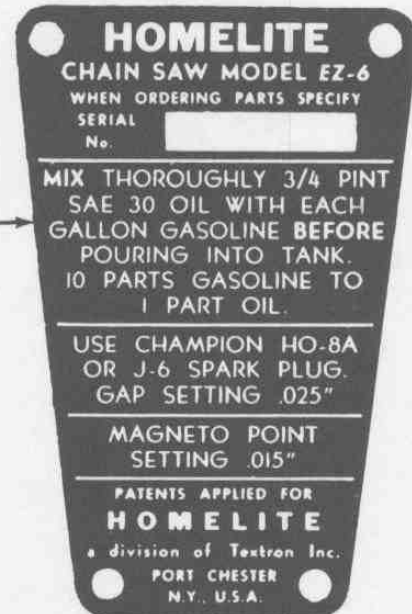 HOMELITE
CHAIN SAW MODEL EZ-6
WHEN ORDERING PARTS SPECIFY
SERIAL
No.
MIX THOROUGHLY 3/4 PINT
SAE 30 OIL WITH EACH
GALLON GASOLINE BEFORE
POURING INTO TANK.
10 PARTS GASOLINE TO
1 PART OIL.
USE CHAMPION HO-8A
OR J-6 SPARK PLUG.
GAP SETTING .025"
MAGNETO POINT
SETTING .015"
PATENTS APPLIED FOR
HOMELITE
a division of Textron Inc.
PORT CHESTER
N.Y., U.S.A.